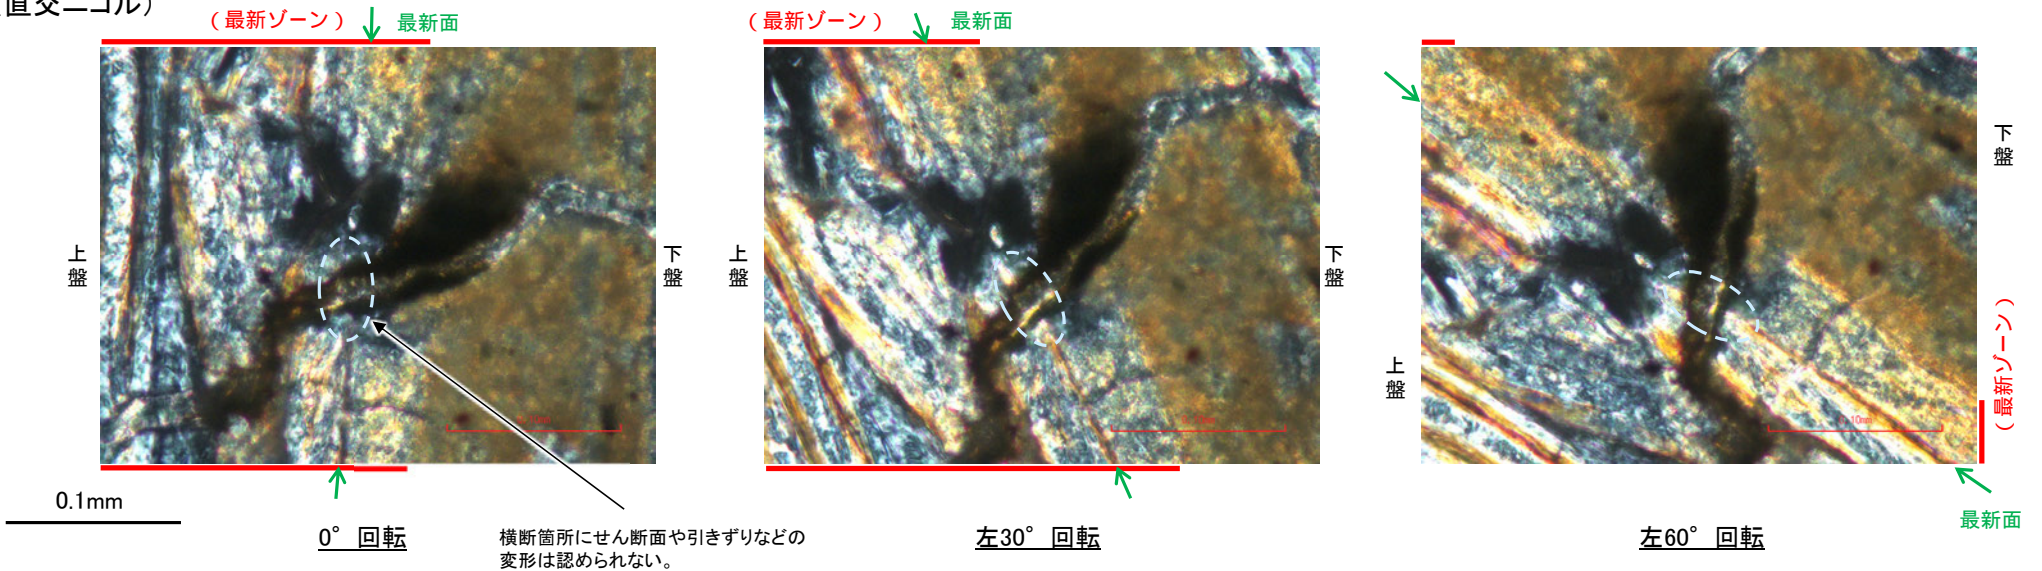 直交ニコル）
（最新ゾーン） 最新面
（最新ゾーン） 最新面
上盤
下盤
上盤
下盤
下盤
上盤
（最新ゾーン）
0.10mm
0.1mm
0° 回転
横断箇所にせん断面や引きずりなどの
変形は認められない。
左30° 回転
左60° 回転
最新面